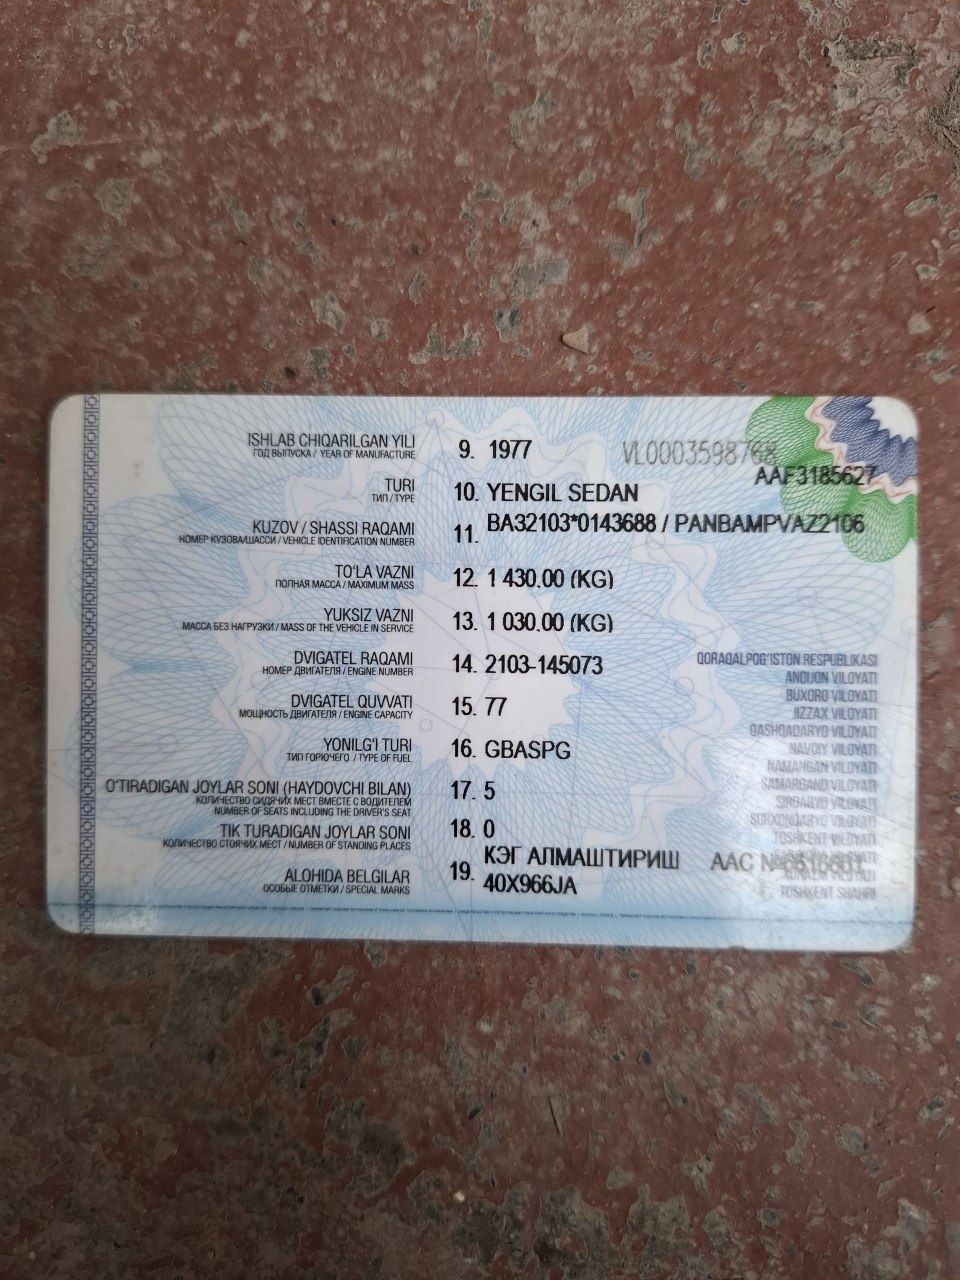 ISHLAB CHIQARILGAN YILI 9. 1977 VL0003598768
ГОД ВЫПУСКА / YEAR OF MANUFACTURE
AAF3185627
TURI 10. YENGIL SEDAN
ТИП / TYPE
KUZOV / SHASSI RAQAMI 11. ВАЗ2103*0143688 / PANBAMPVAZ2106
НОМЕР КУЗОВА/ШАССИ / VEHICLE IDENTIFICATION NUMBER
TO‘LA VAZNI 12. 1 430.00 (KG)
ПОЛНАЯ МАССА / MAXIMUM MASS
YUKSIZ VAZNI 13. 1 030.00 (KG)
МАССА БЕЗ НАГРУЗКИ / MASS OF THE VEHICLE IN SERVICE
DVIGATEL RAQAMI 14. 2103-145073
НОМЕР ДВИГАТЕЛЯ / ENGINE NUMBER
DVIGATEL QUVVATI 15. 77
МОЩНОСТЬ ДВИГАТЕЛЯ / ENGINE CAPACITY
YONILG‘I TURI 16. GBASPG
ТИП ГОРЮЧЕГО / TYPE OF FUEL
O‘TIRADIGAN JOYLAR SONI (HAYDOVCHI BILAN) 17. 5
КОЛИЧЕСТВО СИДЯЧИХ МЕСТ ВМЕСТЕ С ВОДИТЕЛЕМ
NUMBER OF SEATS INCLUDING THE DRIVER'S SEAT
TIK TURADIGAN JOYLAR SONI 18. 0
КОЛИЧЕСТВО СТОЯЧИХ МЕСТ / NUMBER OF STANDING PLACES
ALOHIDA BELGILAR 19. КЭГ АЛМАШТИРИШ
ОСОБЫЕ ОТМЕТКИ / SPECIAL MARKS
40X966JA
QORAQALPOG‘ISTON RESPUBLIKASI
ANDIJON VILOYATI
BUXORO VILOYATI
JIZZAX VILOYATI
QASHQADARYO VILOYATI
NAVOIY VILOYATI
NAMANGAN VILOYATI
SAMARQAND VILOYATI
SIRDARYO VILOYATI
SURXONDARYO VILOYATI
TOSHKENT VILOYATI
AAC №
TOSHKENT SHAHRI